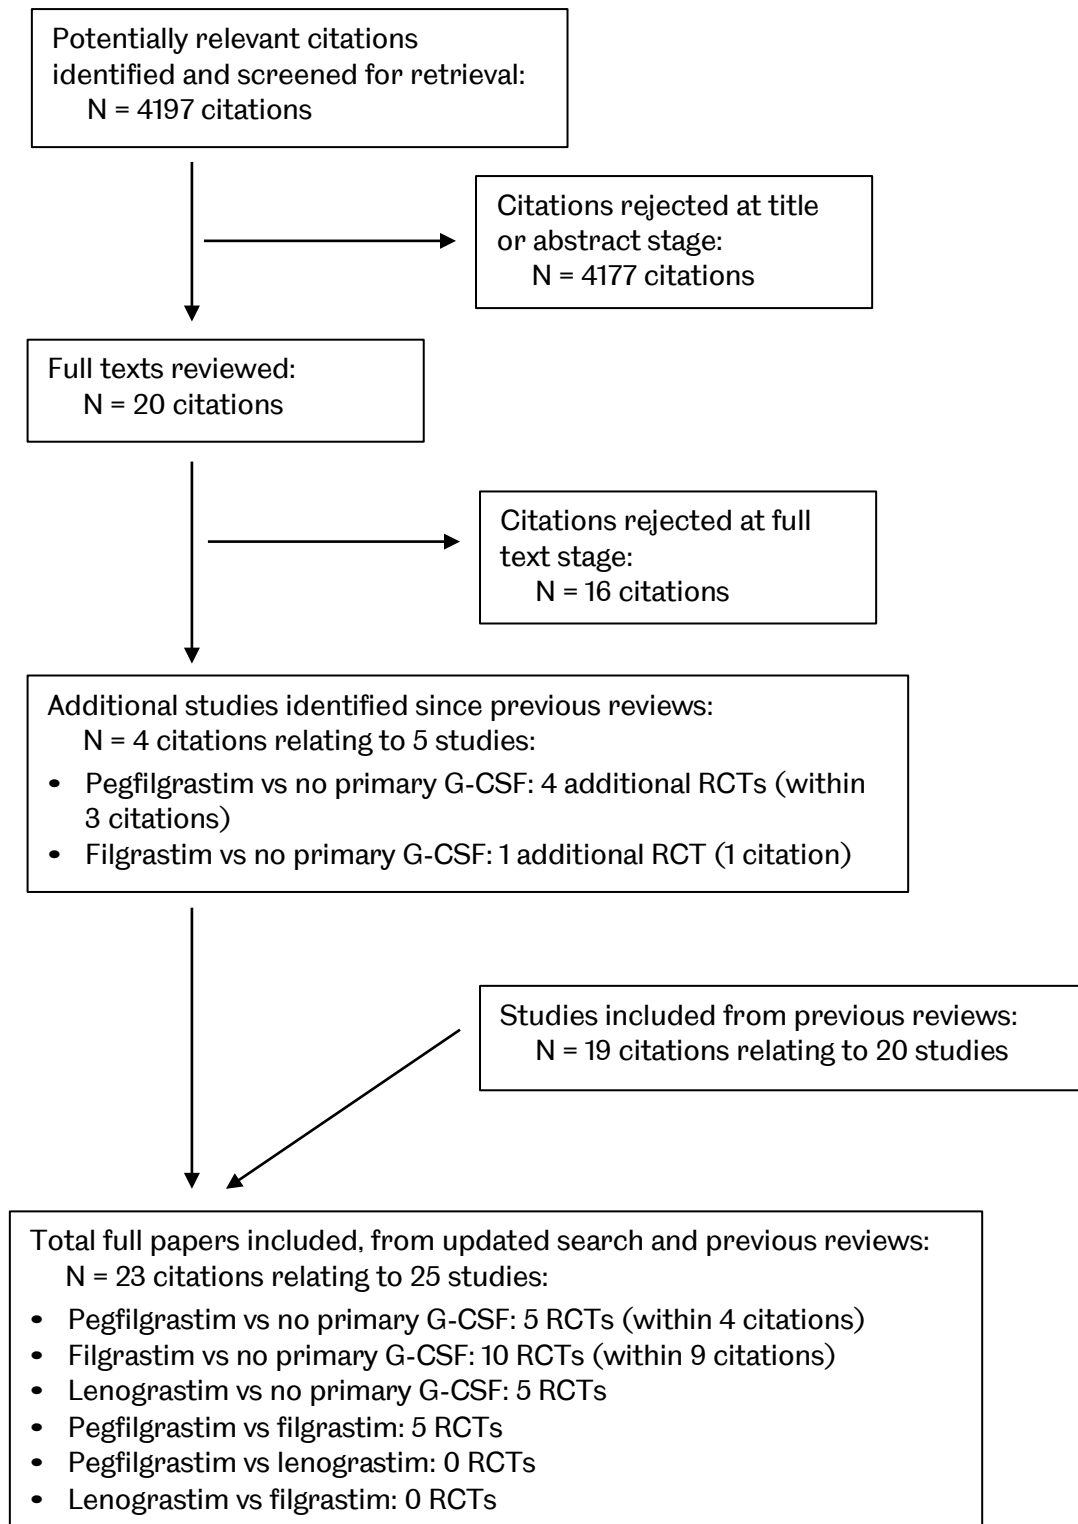 Potentially relevant citations
identified and screened for retrieval:
N = 4197 citations
Citations rejected at title
or abstract stage:
N = 4177 citations
Full texts reviewed:
N = 20 citations
Citations rejected at full
text stage:
N = 16 citations
Additional studies identified since previous reviews:
N = 4 citations relating to 5 studies:
• Pegfilgrastim vs no primary G-CSF: 4 additional RCTs (within
3 citations)
• Filgrastim vs no primary G-CSF: 1 additional RCT (1 citation)
Studies included from previous reviews:
N = 19 citations relating to 20 studies
Total full papers included, from updated search and previous reviews:
N = 23 citations relating to 25 studies:
• Pegfilgrastim vs no primary G-CSF: 5 RCTs (within 4 citations)
• Filgrastim vs no primary G-CSF: 10 RCTs (within 9 citations)
• Lenograstim vs no primary G-CSF: 5 RCTs
• Pegfilgrastim vs filgrastim: 5 RCTs
• Pegfilgrastim vs lenograstim: 0 RCTs
• Lenograstim vs filgrastim: 0 RCTs